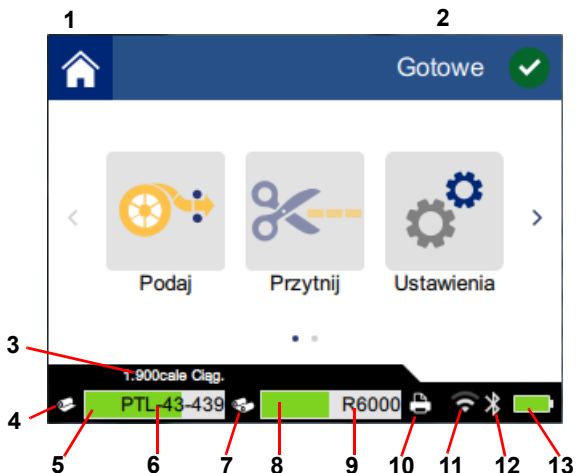 1 2
Gotowe
Podaj Przytnij Ustawienia
3
1.900cale Ciąg.
PTL-43-439 R6000
4 5 6 7 8 9 10 11 12 13